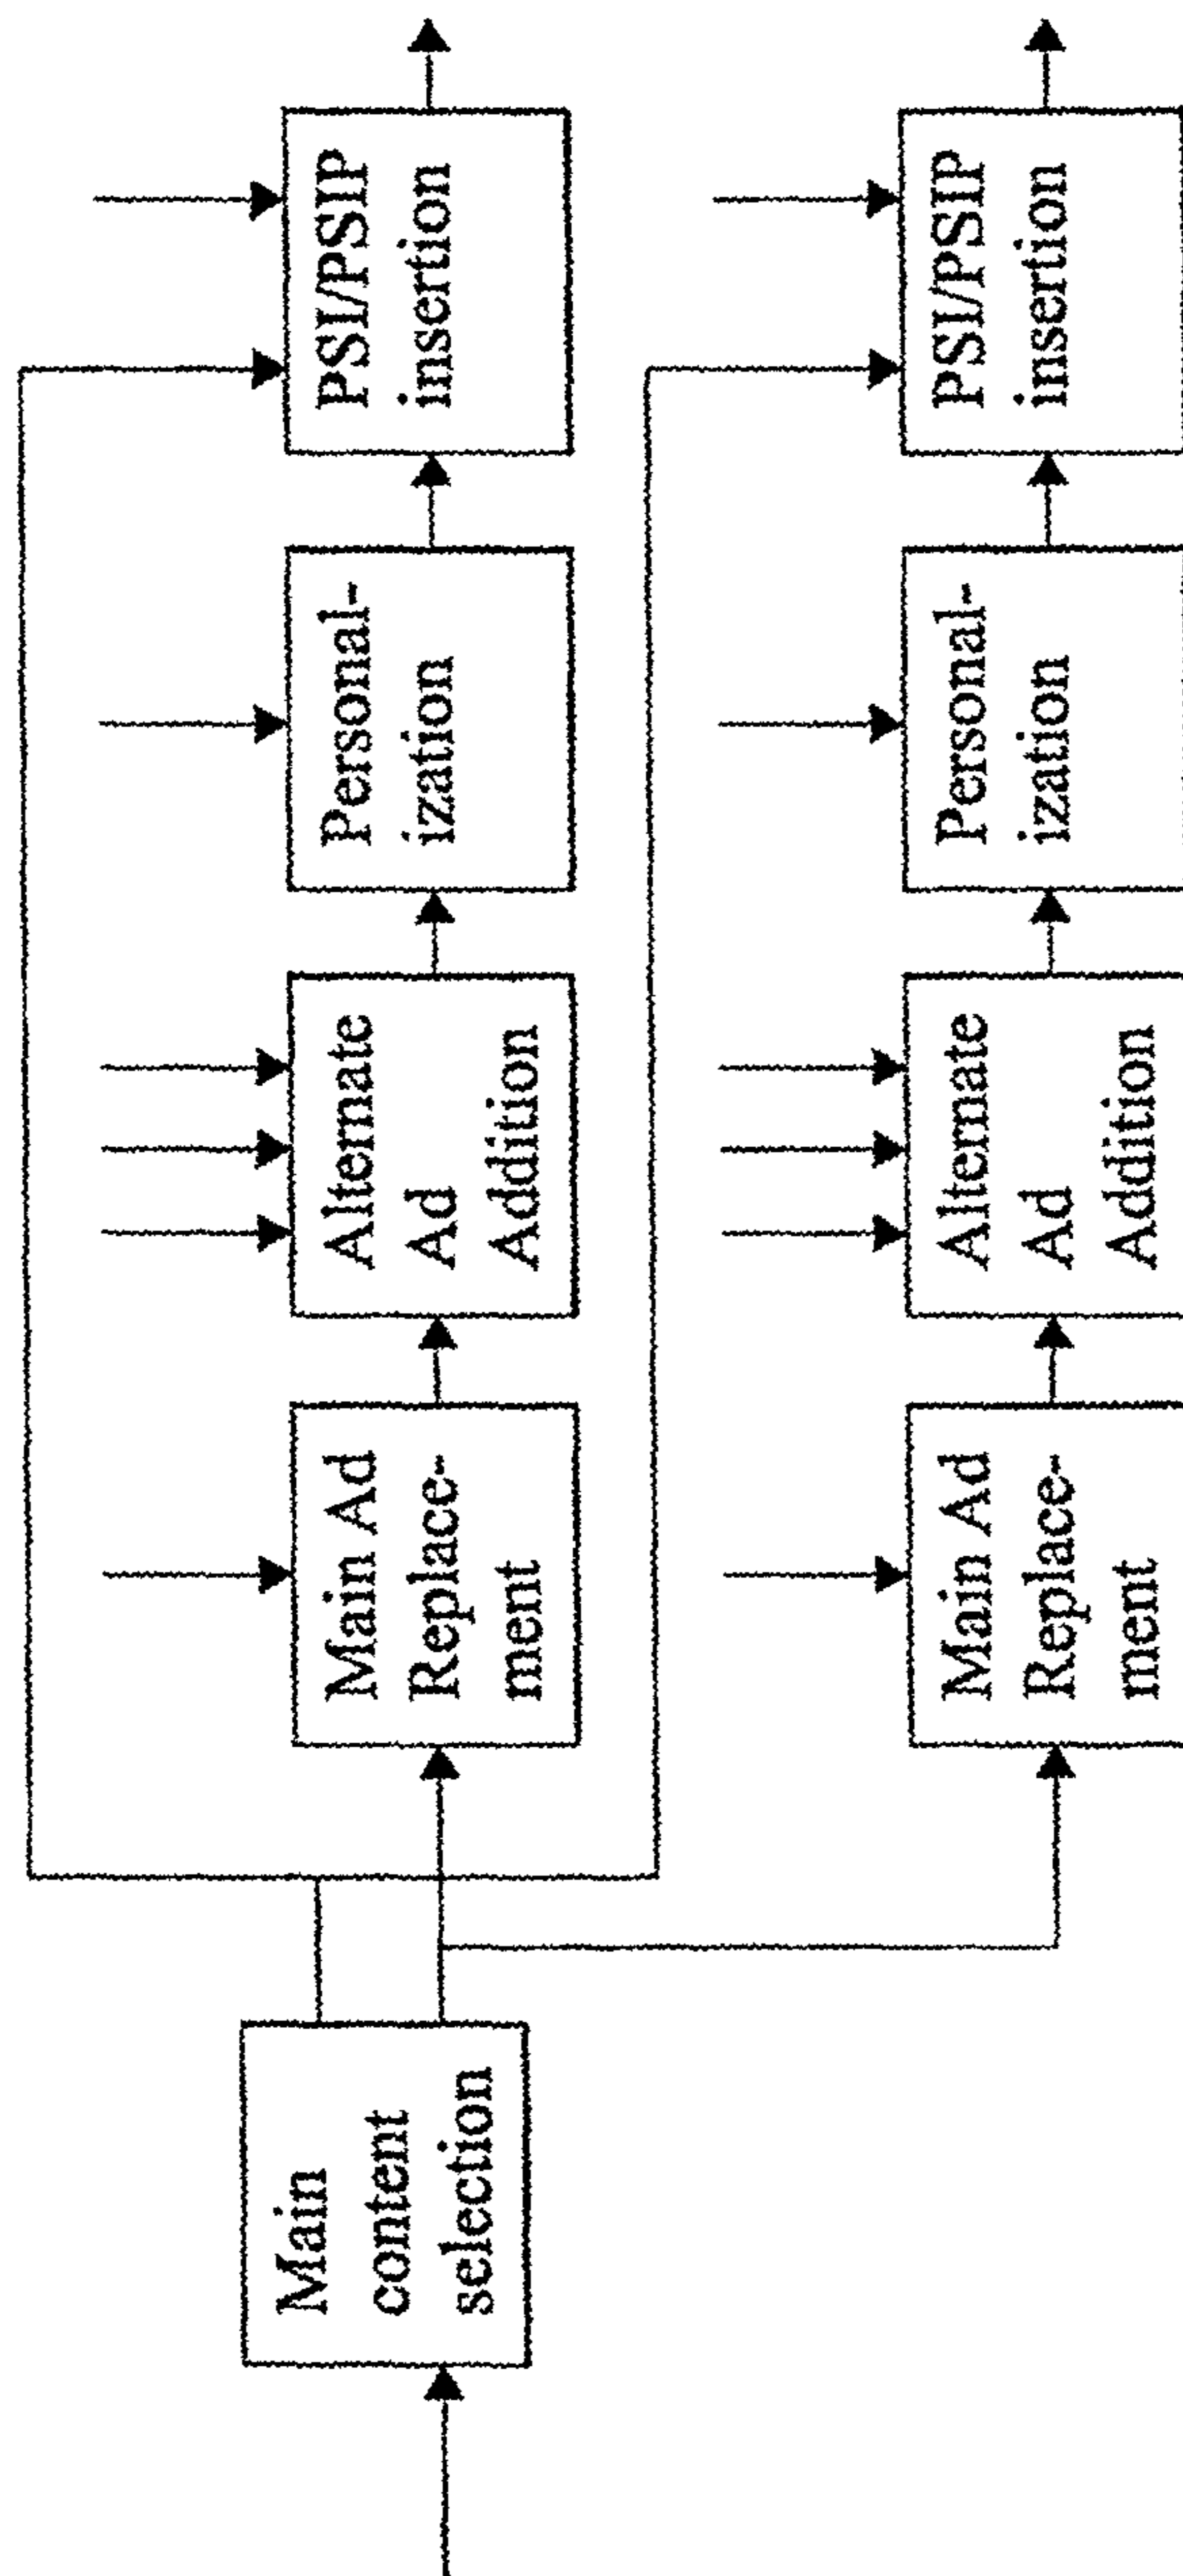 Main
content
selection
Main Ad
Replace-
ment
Alternate
Ad
Addition
Personal-
ization
PSI/PSIP
insertion
Main Ad
Replace-
ment
Alternate
Ad
Addition
Personal-
ization
PSI/PSIP
insertion